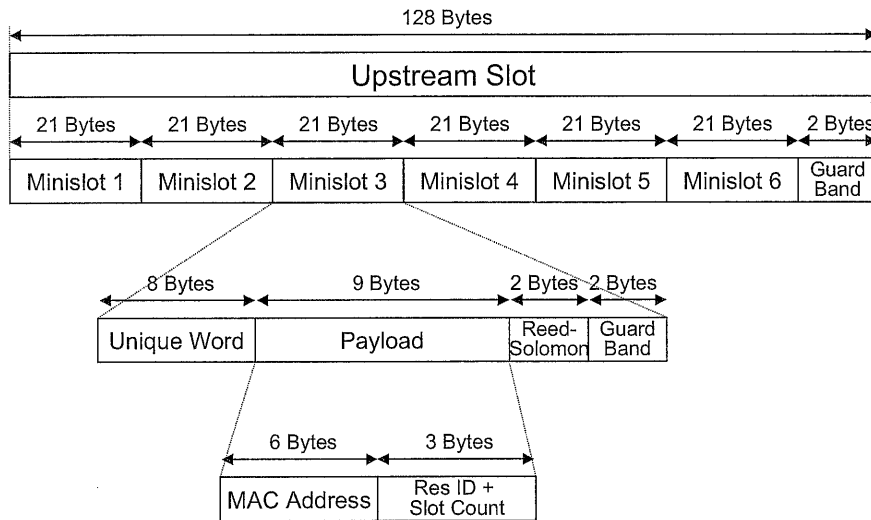 128 Bytes
Upstream Slot
21 Bytes 21 Bytes 21 Bytes 21 Bytes 21 Bytes 21 Bytes 2 Bytes
Minislot 1 Minislot 2 Minislot 3 Minislot 4 Minislot 5 Minislot 6 Guard Band
8 Bytes 9 Bytes 2 Bytes 2 Bytes
Unique Word Payload Reed-Solomon Guard Band
6 Bytes 3 Bytes
MAC Address Res ID + Slot Count